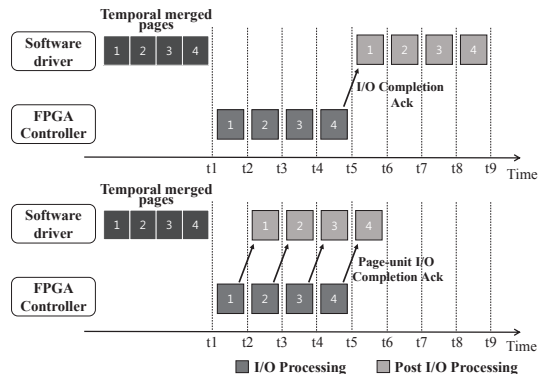 Temporal merged
pages
Software
driver
1 2 3 4
1 2 3 4
I/O Completion
Ack
FPGA
Controller
1 2 3 4
t1 t2 t3 t4 t5 t6 t7 t8 t9 Time
Temporal merged
pages
Software
driver
1 2 3 4
1 2 3 4
Page-unit I/O
Completion Ack
FPGA
Controller
1 2 3 4
t1 t2 t3 t4 t5 t6 t7 t8 t9 Time
I/O Processing Post I/O Processing